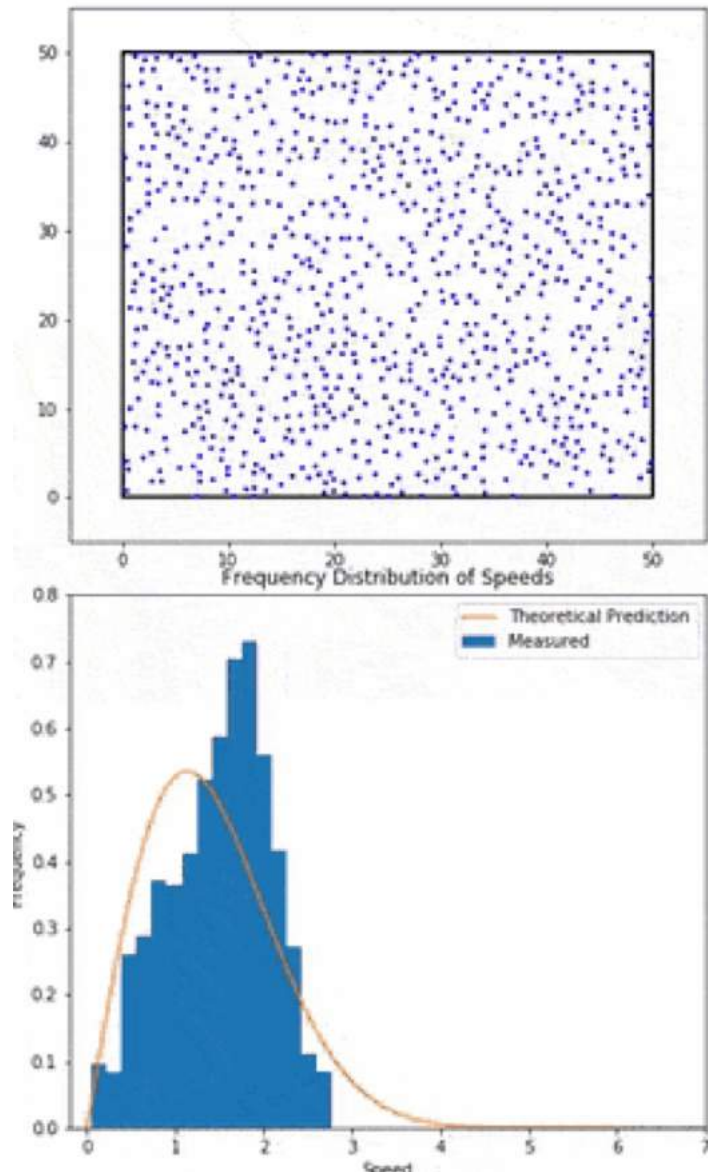 50
40
30
20
10
0
0 10 20 30 40 50
Frequency Distribution of Speeds
0.8
Theoretical Prediction
Measured
0.7
0.6
0.5
0.4
0.3
0.2
0.1
0.0
Frequency
0 1 2 3 4 5 6 7
Speed